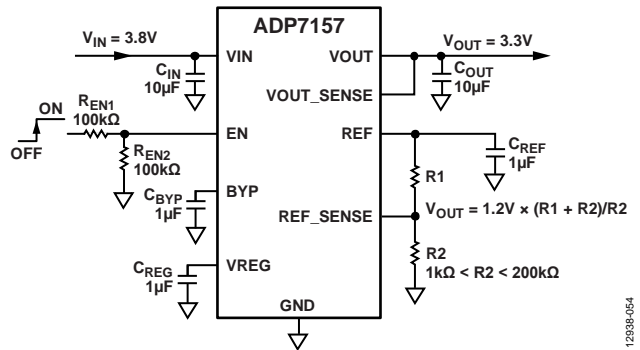 ADP7157
V_IN = 3.8V
VIN
VOUT
V_OUT = 3.3V
C_IN
10µF
C_OUT
10µF
VOUT_SENSE
ON
OFF
R_EN1
100kΩ
EN
REF
R_EN2
100kΩ
C_REF
1µF
R1
C_BYP
1µF
BYP
REF_SENSE
V_OUT = 1.2V × (R1 + R2)/R2
C_REG
1µF
VREG
R2
1kΩ < R2 < 200kΩ
GND
12938-054